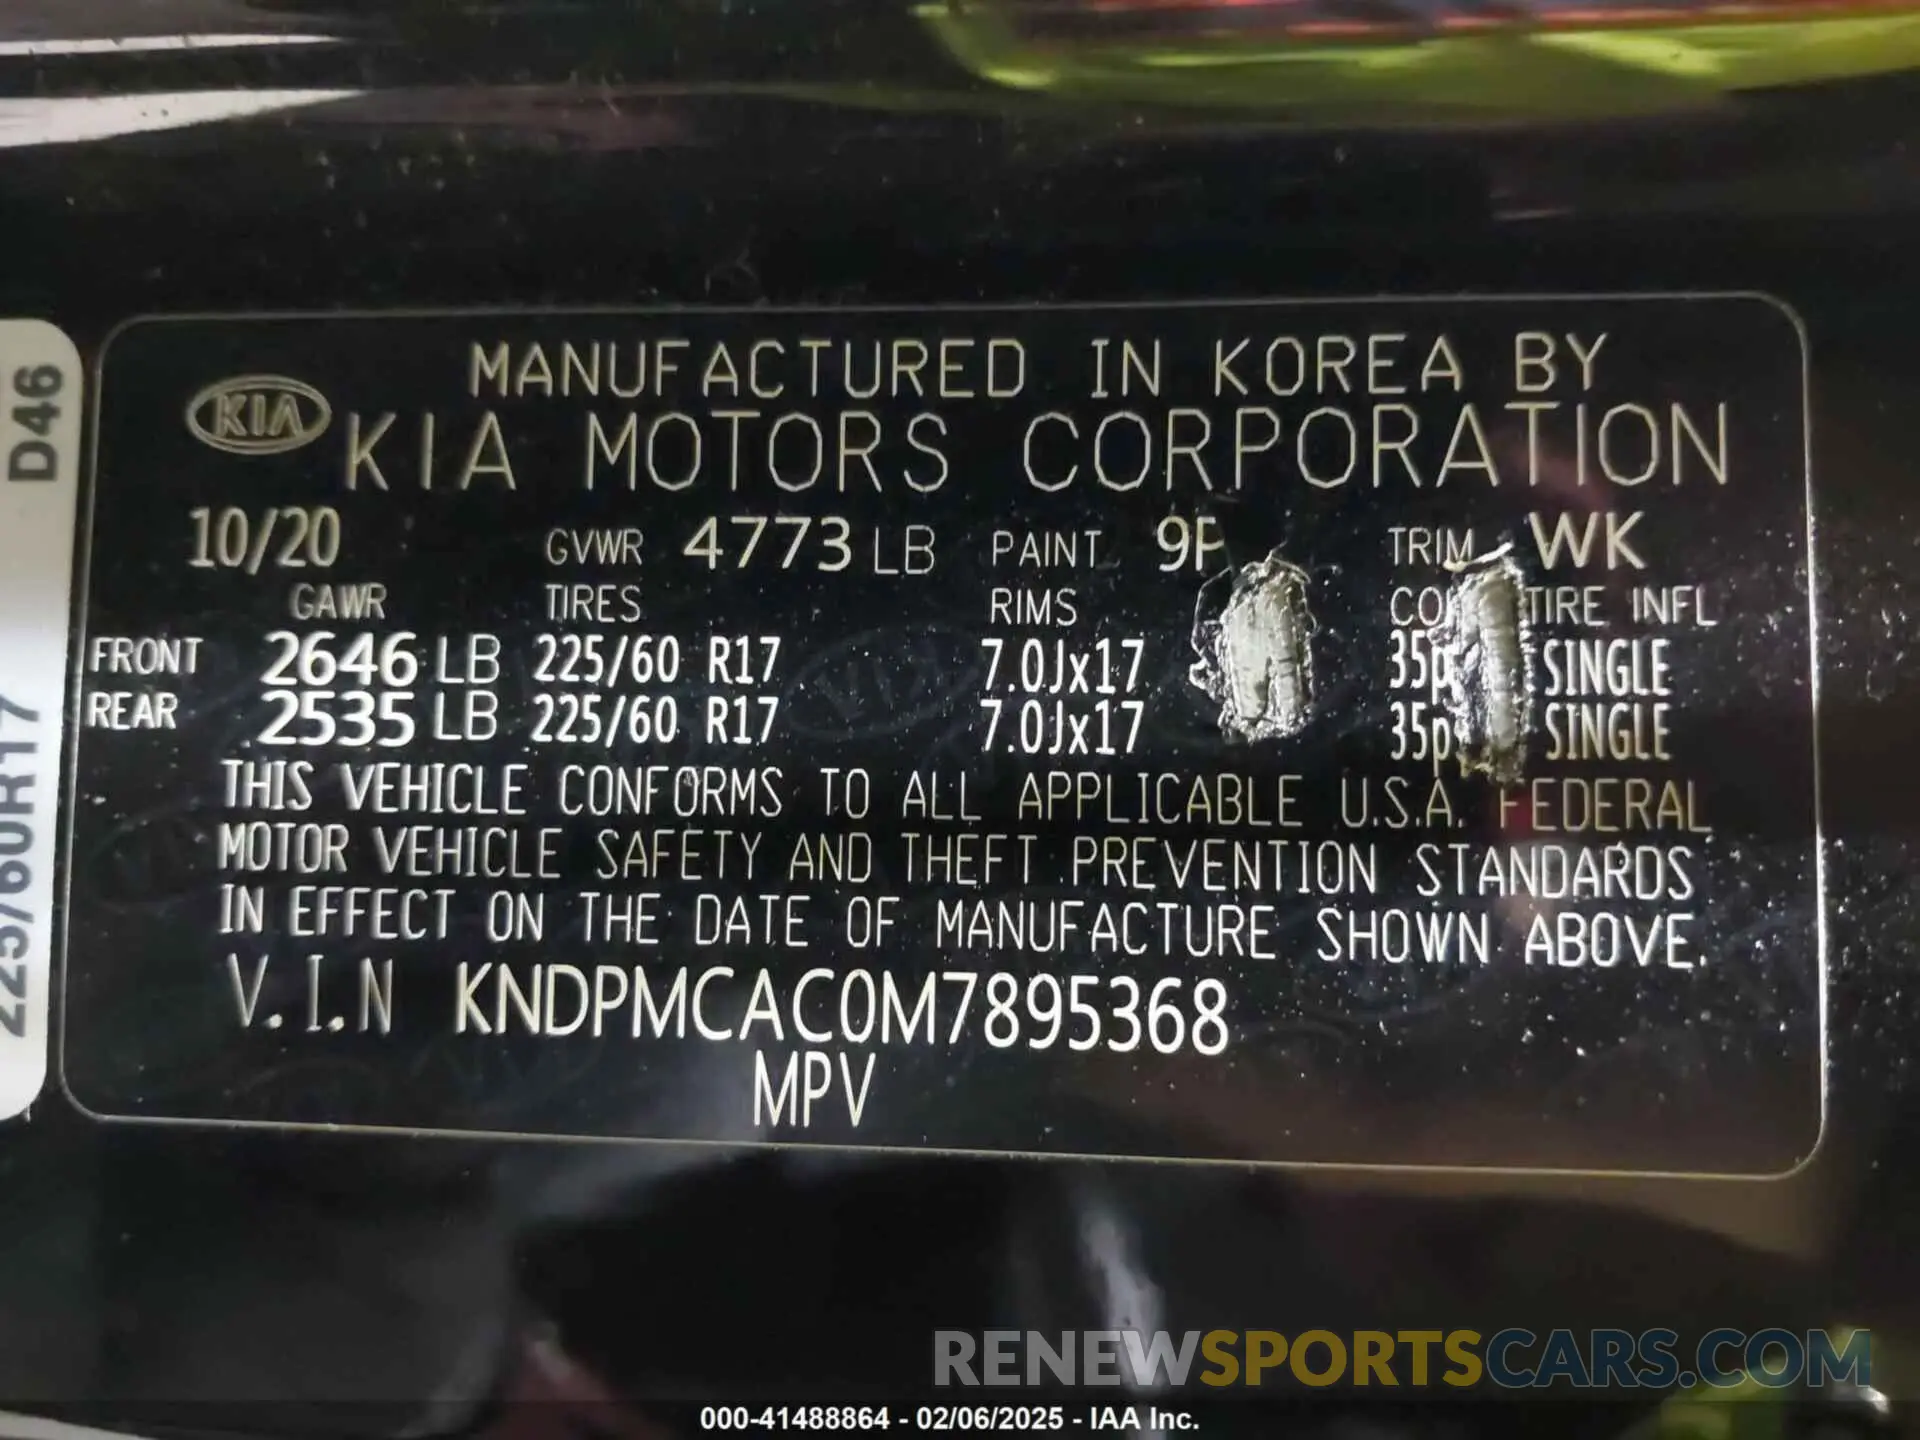 MANUFACTURED IN KOREA BY
KIA
KIA MOTORS CORPORATION
10/20 GVWR 4773 LB PAINT 9P TRIM WK
GAWR TIRES RIMS TIRE INFL
FRONT 2646 LB 225/60 R17 7.0Jx17 35p SINGLE
REAR 2535 LB 225/60 R17 7.0Jx17 35p SINGLE
THIS VEHICLE CONFORMS TO ALL APPLICABLE U.S.A. FEDERAL
MOTOR VEHICLE SAFETY AND THEFT PREVENTION STANDARDS
IN EFFECT ON THE DATE OF MANUFACTURE SHOWN ABOVE.
V.I.N KNDPMCAC0M7895368
MPV
D46
225/60R17
RENEWSPORTSCARS.COM
000-41488864 - 02/06/2025 - IAA Inc.